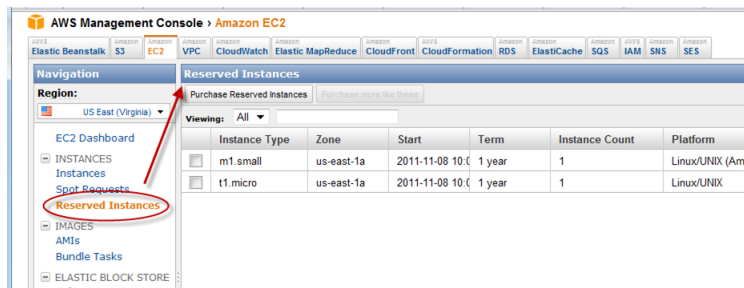 AWS Management Console > Amazon EC2
AWS Elastic Beanstalk
Amazon S3
Amazon EC2
Amazon VPC
Amazon CloudWatch
Amazon Elastic MapReduce
Amazon CloudFront
AWS CloudFormation
Amazon RDS
Amazon ElastiCache
Amazon SQS
AWS IAM
Amazon SNS
Amazon SES
Navigation
Region:
US East (Virginia)
EC2 Dashboard
INSTANCES
Instances
Spot Requests
Reserved Instances
IMAGES
AMIs
Bundle Tasks
ELASTIC BLOCK STORE
Reserved Instances
Purchase Reserved Instances Purchase more like these
Viewing: All
Instance Type Zone Start Term Instance Count Platform
m1.small us-east-1a 2011-11-08 10:0 1 year 1 Linux/UNIX (Am
t1.micro us-east-1a 2011-11-08 10:0 1 year 1 Linux/UNIX